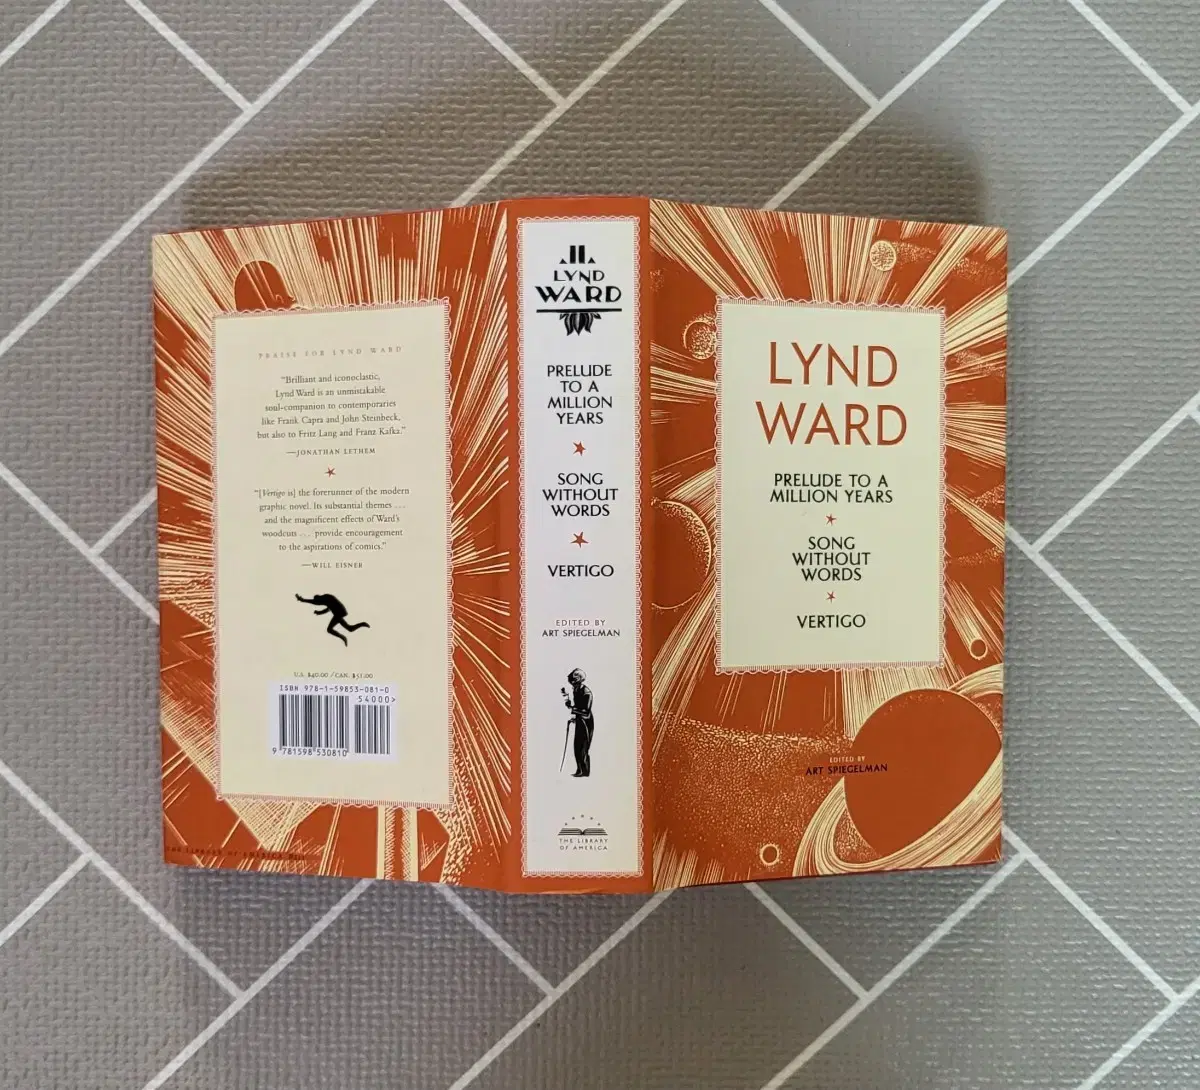 PRAISE FOR LYND WARD
“Brilliant and iconoclastic,
Lynd Ward is an unmistakable
soul-companion to contemporaries
like Frank Capra and John Steinbeck,
but also to Fritz Lang and Franz Kafka.”
—JONATHAN LETHEM
“[Vertigo is] the forerunner of the modern
graphic novel. Its substantial themes . . .
and the magnificent effects of Ward’s
woodcuts . . . provide encouragement
to the aspirations of comics.”
—WILL EISNER
U.S. $40.00 / CAN. $51.00
ISBN 978-1-59853-081-0
54000>
9 781598 530810
THE LIBRARY OF AMERICA
II
LYND
WARD
PRELUDE
TO A
MILLION
YEARS
SONG
WITHOUT
WORDS
VERTIGO
EDITED BY
ART SPIEGELMAN
THE LIBRARY
OF AMERICA
LYND
WARD
PRELUDE TO A
MILLION YEARS
SONG
WITHOUT
WORDS
VERTIGO
EDITED BY
ART SPIEGELMAN